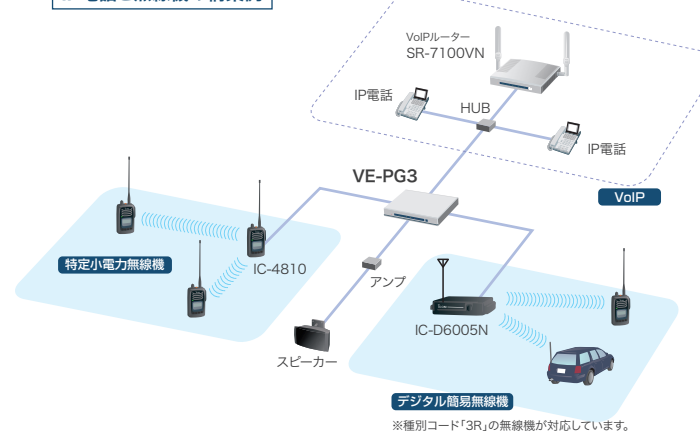 VoIPルーター
SR-7100VN
IP電話
HUB
IP電話
VE-PG3
VoIP
特定小電力無線機
IC-4810
アンプ
IC-D6005N
スピーカー
デジタル簡易無線機
※種別コード「3R」の無線機が対応しています。